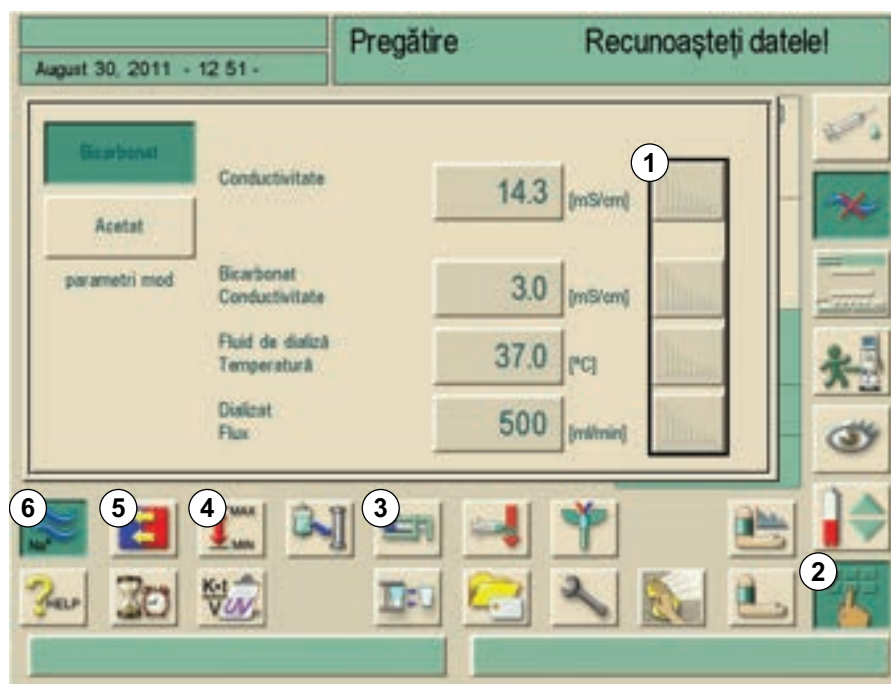 Pregătire Recunoașteți datele!
August 30, 2011 - 12 51 -
Bicarbonat
Acetat
parametri mod
Conductivitate 14.3 [mS/cm]
1
Bicarbonat
Conductivitate 3.0 [mS/cm]
Fluid de dializă
Temperatură 37.0 [°C]
Dializat
Flux 500 [ml/min]
6 5 4 3
Na+
MAX
MIN
2
?HELP
K•t
V UV